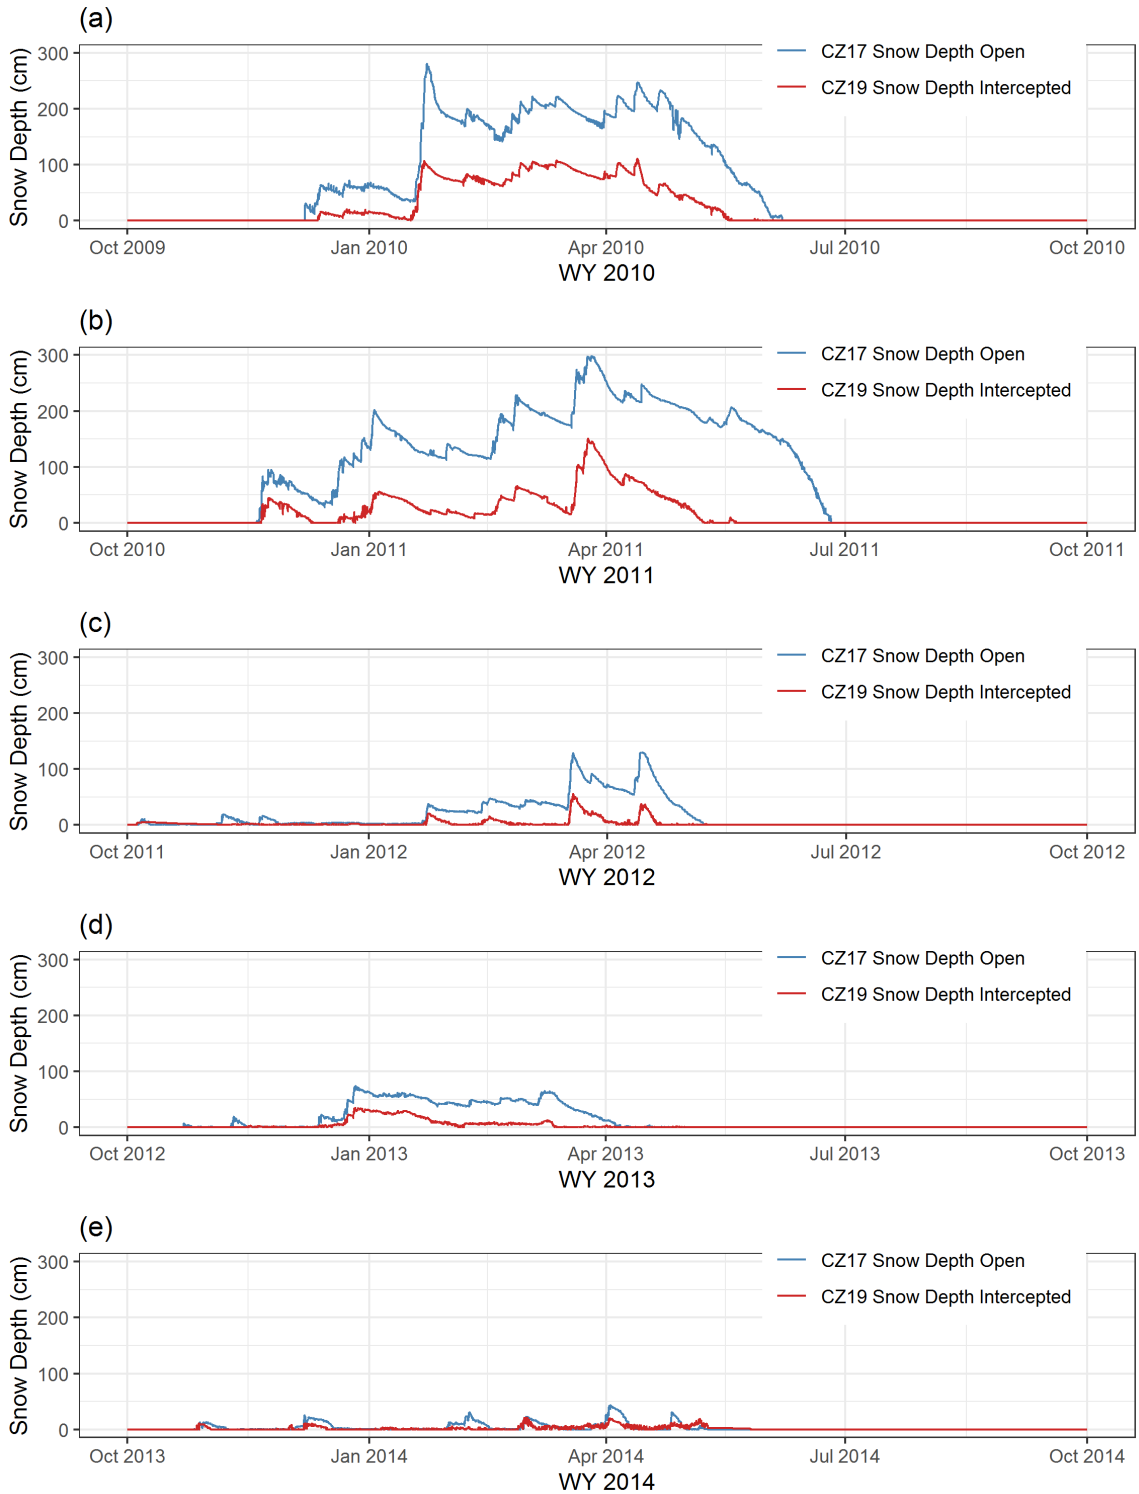 (a)
Snow Depth (cm)
300
200
100
0
CZ17 Snow Depth Open
CZ19 Snow Depth Intercepted
Oct 2009
Jan 2010
Apr 2010
Jul 2010
Oct 2010
WY 2010
(b)
Snow Depth (cm)
300
200
100
0
CZ17 Snow Depth Open
CZ19 Snow Depth Intercepted
Oct 2010
Jan 2011
Apr 2011
Jul 2011
Oct 2011
WY 2011
(c)
Snow Depth (cm)
300
200
100
0
CZ17 Snow Depth Open
CZ19 Snow Depth Intercepted
Oct 2011
Jan 2012
Apr 2012
Jul 2012
Oct 2012
WY 2012
(d)
Snow Depth (cm)
300
200
100
0
CZ17 Snow Depth Open
CZ19 Snow Depth Intercepted
Oct 2012
Jan 2013
Apr 2013
Jul 2013
Oct 2013
WY 2013
(e)
Snow Depth (cm)
300
200
100
0
CZ17 Snow Depth Open
CZ19 Snow Depth Intercepted
Oct 2013
Jan 2014
Apr 2014
Jul 2014
Oct 2014
WY 2014